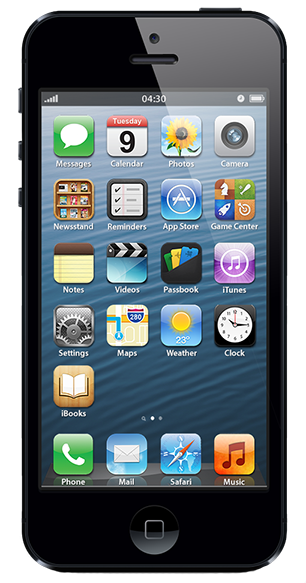 04:30
Tuesday
9
Messages Calendar Photos Camera
Newsstand Reminders App Store Game Center
Notes Videos Passbook iTunes
280
23°
Settings Maps Weather Clock
iBooks
Phone Mail Safari Music